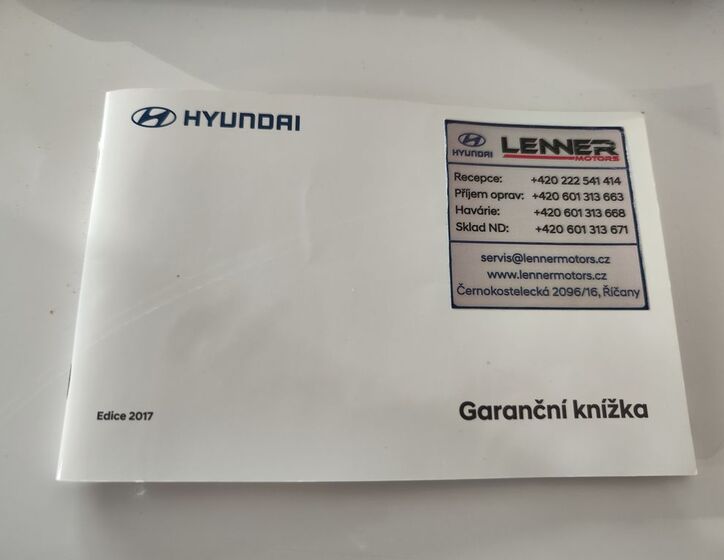 HYUNDAI
HYUNDAI LENNER
MOTORS
Recepce: +420 222 541 414
Příjem oprav: +420 601 313 663
Havárie: +420 601 313 668
Sklad ND: +420 601 313 671
servis@lennermotors.cz
www.lennermotors.cz
Černokostelecká 2096/16, Říčany
Edice 2017
Garanční knížka